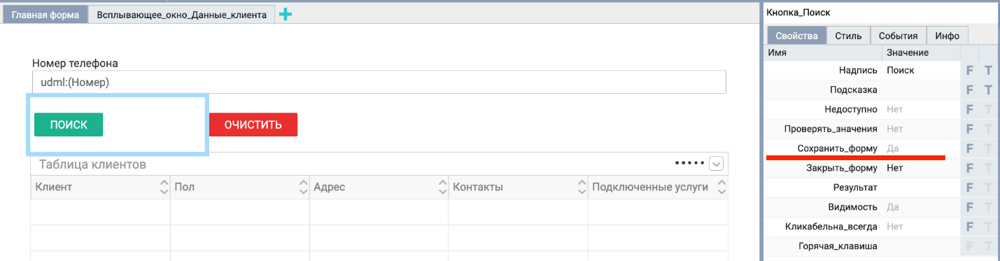 Главная форма Всплывающее_окно_Данные_клиента
Номер телефона
udml:(Номер)
ПОИСК ОЧИСТИТЬ
Таблица клиентов
Клиент Пол Адрес Контакты Подключенные услуги
Кнопка_Поиск
Свойства Стиль События Инфо
Имя Значение
Надпись Поиск F T
Подсказка F T
Недоступно Нет F T
Проверять_значения Нет F T
Сохранить_форму Да F T
Закрыть_форму Нет F T
Результат F T
Видимость Да F T
Кликабельна_всегда Нет F T
Горячая_клавиша F T